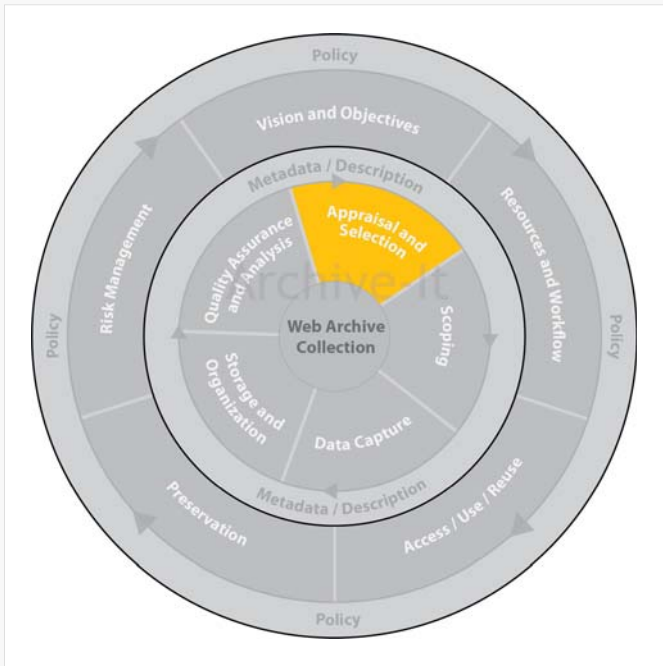 Policy
Vision and Objectives
Metadata / Description
Appraisal and
Selection
Quality Assurance
and Analysis
Risk Management
Resources and Workflow
Archive-It
Web Archive
Collection
Scoping
Policy
Policy
Storage and
Organization
Data Capture
Metadata / Description
Preservation
Access / Use / Reuse
Policy